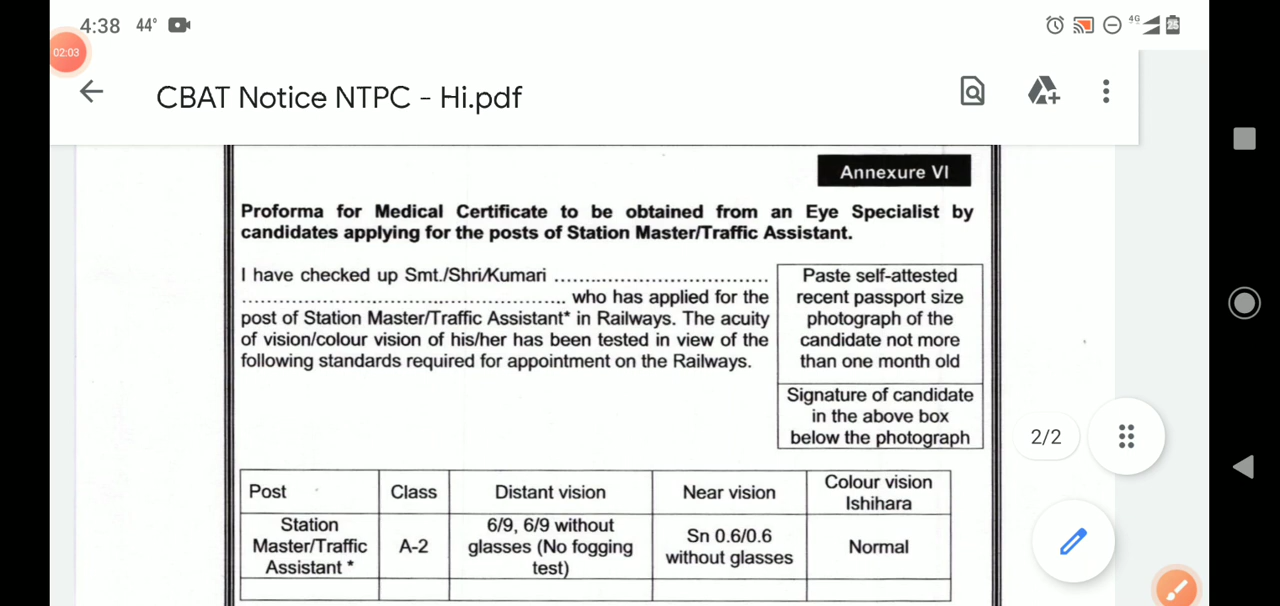 4:38 44°
4G 25
02:03
CBAT Notice NTPC - Hi.pdf
Annexure VI
Proforma for Medical Certificate to be obtained from an Eye Specialist by
candidates applying for the posts of Station Master/Traffic Assistant.
I have checked up Smt./Shri/Kumari ................................
................................................ who has applied for the
post of Station Master/Traffic Assistant* in Railways. The acuity
of vision/colour vision of his/her has been tested in view of the
following standards required for appointment on the Railways.
Paste self-attested
recent passport size
photograph of the
candidate not more
than one month old
Signature of candidate
in the above box
below the photograph
2/2
Post Class Distant vision Near vision Colour vision
Ishihara
Station
Master/Traffic
Assistant *
A-2
6/9, 6/9 without
glasses (No fogging
test)
Sn 0.6/0.6
without glasses
Normal